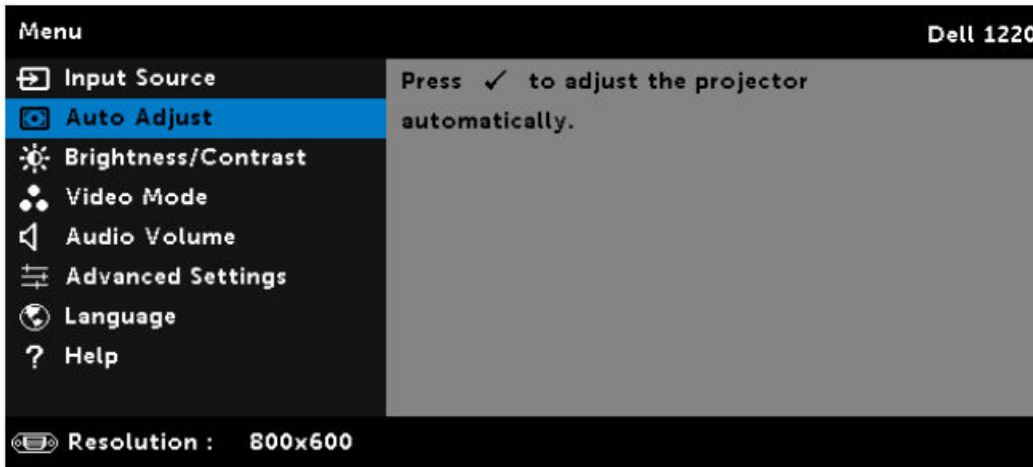 Menu Dell 1220
Input Source
Auto Adjust
Brightness/Contrast
Video Mode
Audio Volume
Advanced Settings
Language
? Help
Press ✓ to adjust the projector
automatically.
Resolution : 800x600